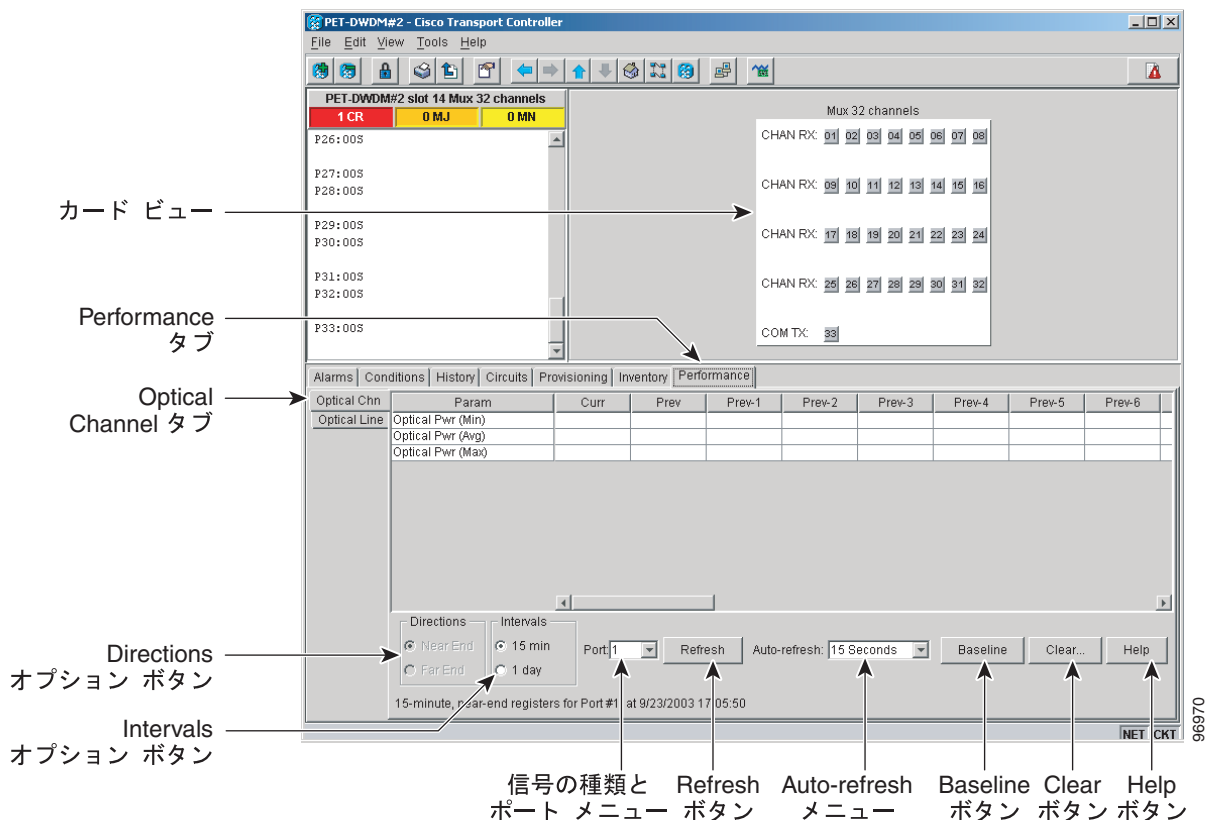 PET-DWDM#2 - Cisco Transport Controller
File Edit View Tools Help
PET-DWDM#2 slot 14 Mux 32 channels
1 CR 0 MJ 0 MN
P26:OOS
P27:OOS
P28:OOS
P29:OOS
P30:OOS
P31:OOS
P32:OOS
P33:OOS
Mux 32 channels
CHAN RX: 01 02 03 04 05 06 07 08
CHAN RX: 09 10 11 12 13 14 15 16
CHAN RX: 17 18 19 20 21 22 23 24
CHAN RX: 25 26 27 28 29 30 31 32
COM TX: 33
カード ビュー
Performance
タブ
Optical
Channel タブ
Alarms Conditions History Circuits Provisioning Inventory Performance
Optical Chn
Optical Line
Param Curr Prev Prev-1 Prev-2 Prev-3 Prev-4 Prev-5 Prev-6
Optical Pwr (Min)
Optical Pwr (Avg)
Optical Pwr (Max)
Directions
Near End
Far End
Intervals
15 min
1 day
Port: 1 Refresh Auto-refresh: 15 Seconds Baseline Clear... Help
15-minute, near-end registers for Port #1 at 9/23/2003 17:05:50
NET CKT
Directions
オプション ボタン
Intervals
オプション ボタン
信号の種類と
ポート メニュー
Refresh
ボタン
Auto-refresh
メニュー
Baseline
ボタン
Clear
ボタン
Help
ボタン
96970